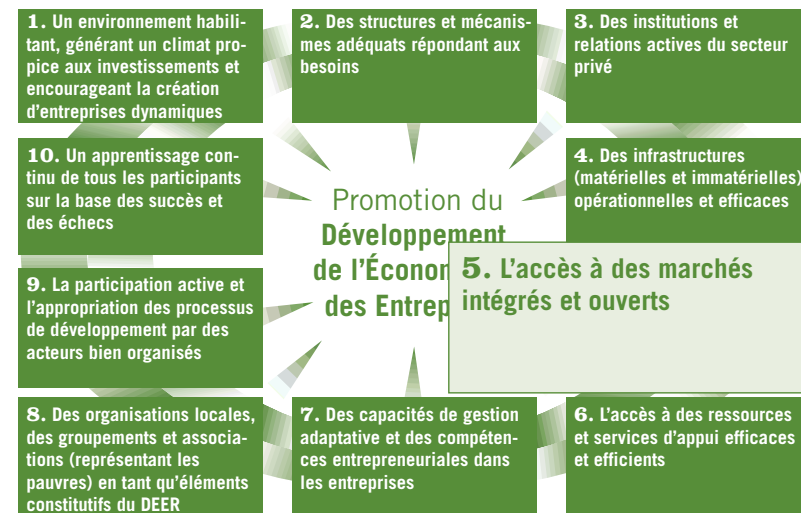 1. Un environnement habili-
tant, générant un climat pro-
pice aux investissements et
encourageant la création
d'entreprises dynamiques
2. Des structures et mécanis-
mes adéquats répondant aux
besoins
3. Des institutions et
relations actives du secteur
privé
10. Un apprentissage con-
tinu de tous les participants
sur la base des succès et
des échecs
Promotion du
Développement
de l'Écono
des Entrep
4. Des infrastructures
(matérielles et immatérielles)
opérationnelles et efficaces
5. L'accès à des marchés
intégrés et ouverts
9. La participation active et
l'appropriation des processus
de développement par des
acteurs bien organisés
8. Des organisations locales,
des groupements et associa-
tions (représentant les
pauvres) en tant qu'éléments
constitutifs du DEER
7. Des capacités de gestion
adaptative et des compéten-
ces entrepreneuriales dans
les entreprises
6. L'accès à des ressources
et services d'appui efficaces
et efficients